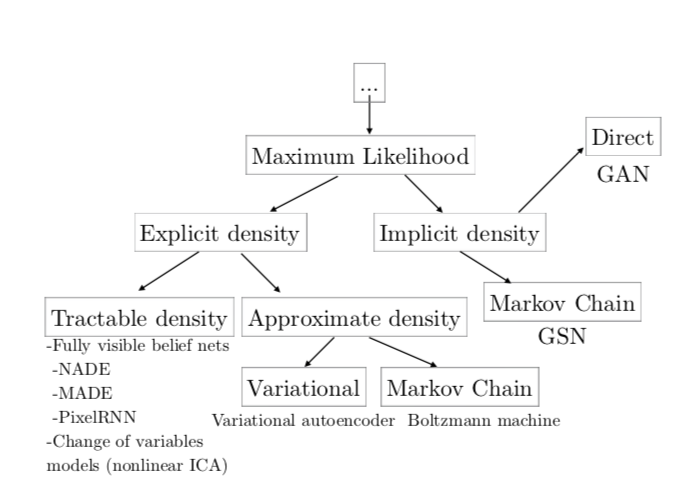 ...
Maximum Likelihood
Direct
GAN
Explicit density
Implicit density
Markov Chain
GSN
Tractable density
-Fully visible belief nets
-NADE
-MADE
-PixelRNN
-Change of variables
models (nonlinear ICA)
Approximate density
Variational
Variational autoencoder
Markov Chain
Boltzmann machine